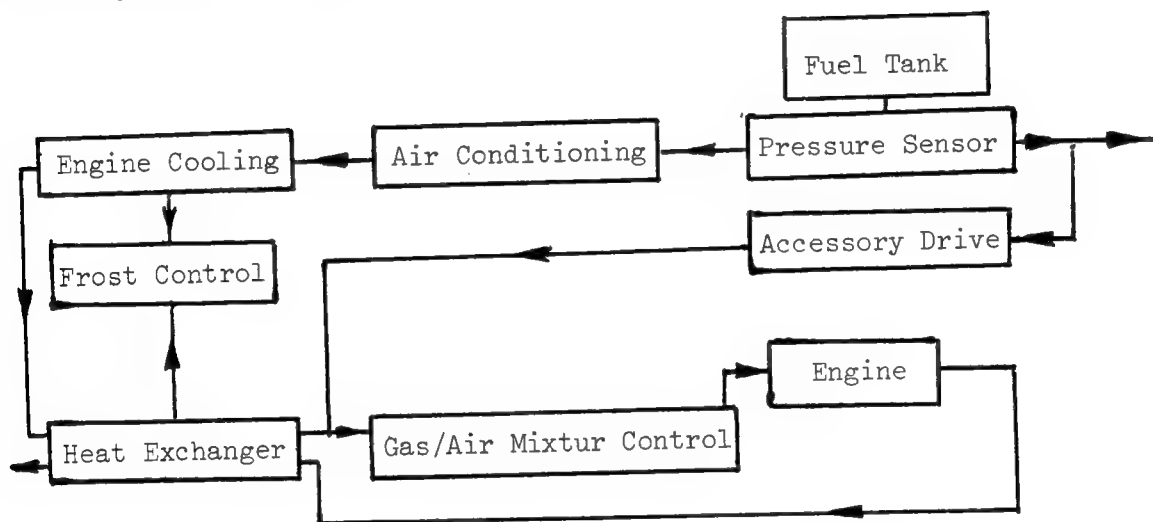 Fuel Tank
Engine Cooling
Air Conditioning
Pressure Sensor
Frost Control
Accessory Drive
Engine
Heat Exchanger
Gas/Air Mixtur Control